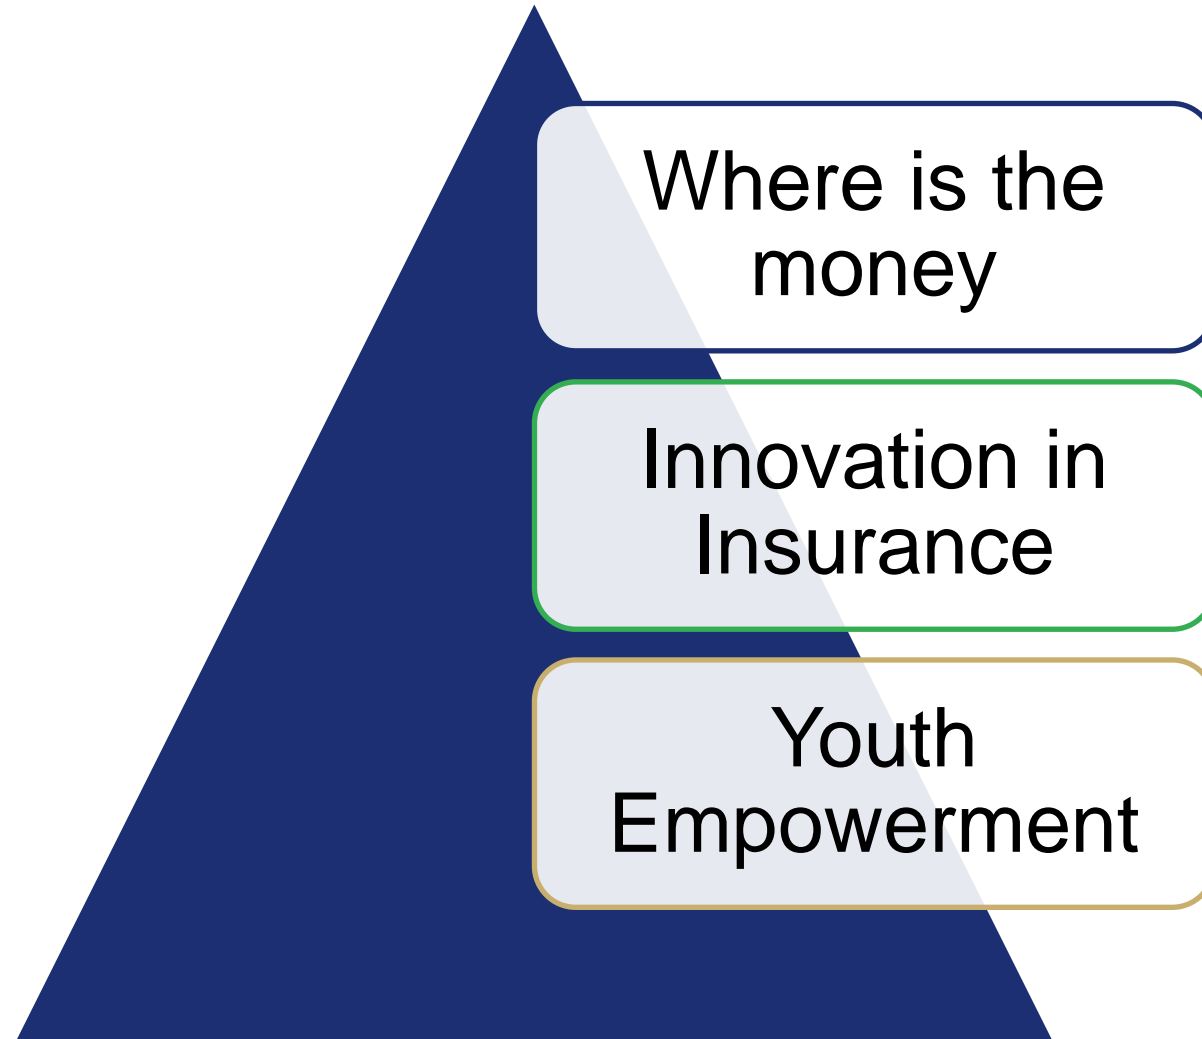 Where is the
money
Innovation in
Insurance
Youth
Empowerment